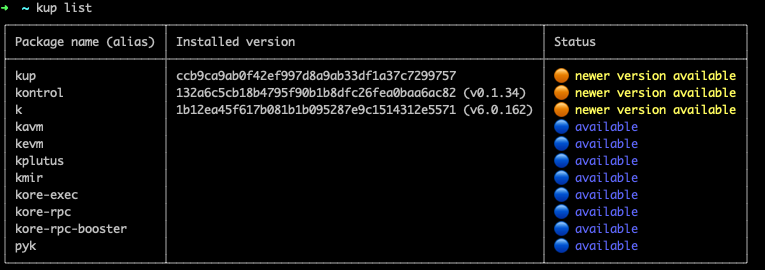 ➜ ~ kup list
Package name (alias) Installed version Status
kup ccb9ca9ab0f42ef997d8a9ab33df1a37c7299757 newer version available
kontrol 132a6c5cb18b4795f90b1b8dfc26fea0baa6ac82 (v0.1.34) newer version available
k 1b12ea45f617b081b1b095287e9c1514312e5571 (v6.0.162) newer version available
kavm available
kevm available
kplutus available
kmir available
kore-exec available
kore-rpc available
kore-rpc-booster available
pyk available